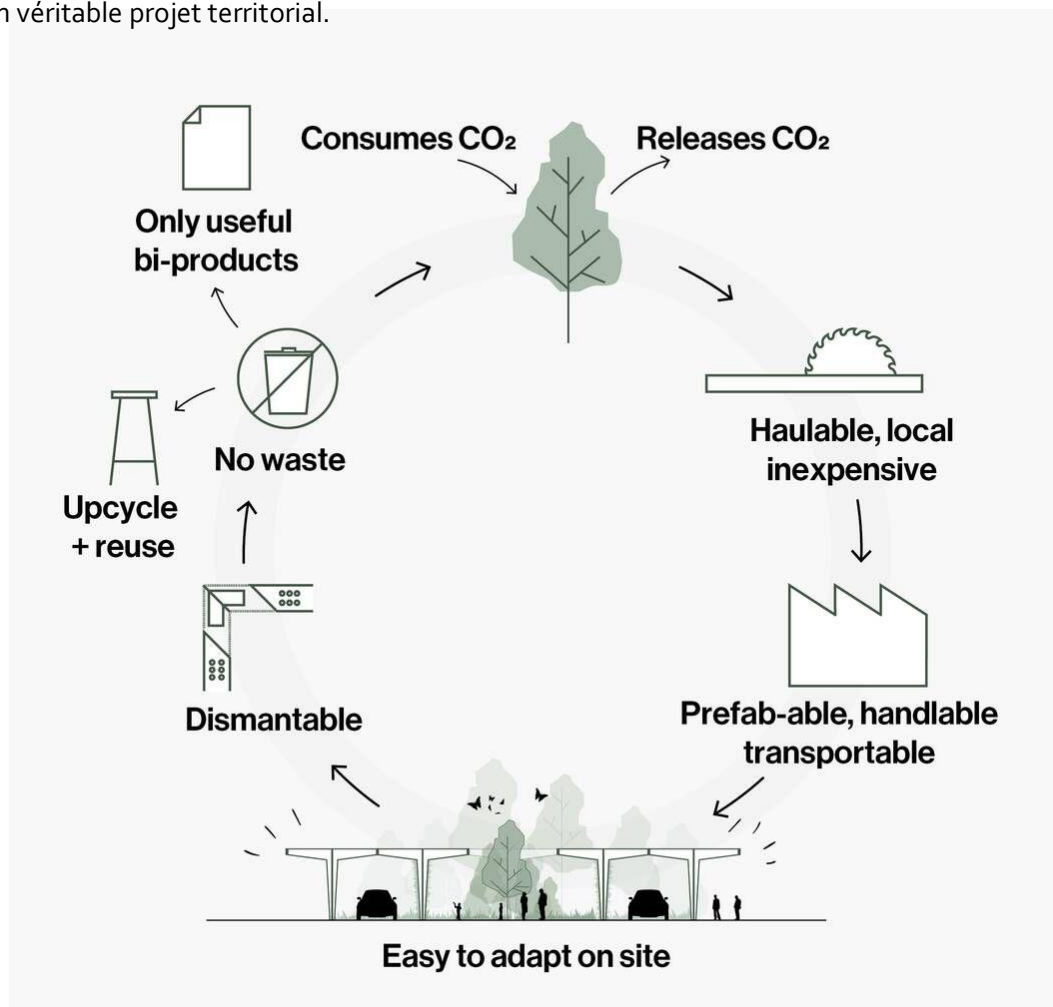 n véritable projet territorial.
Consumes CO₂
Releases CO₂
Only useful
bi-products
Haulable, local
inexpensive
No waste
Upcycle
+ reuse
Prefab-able, handlable
transportable
Dismantable
Easy to adapt on site